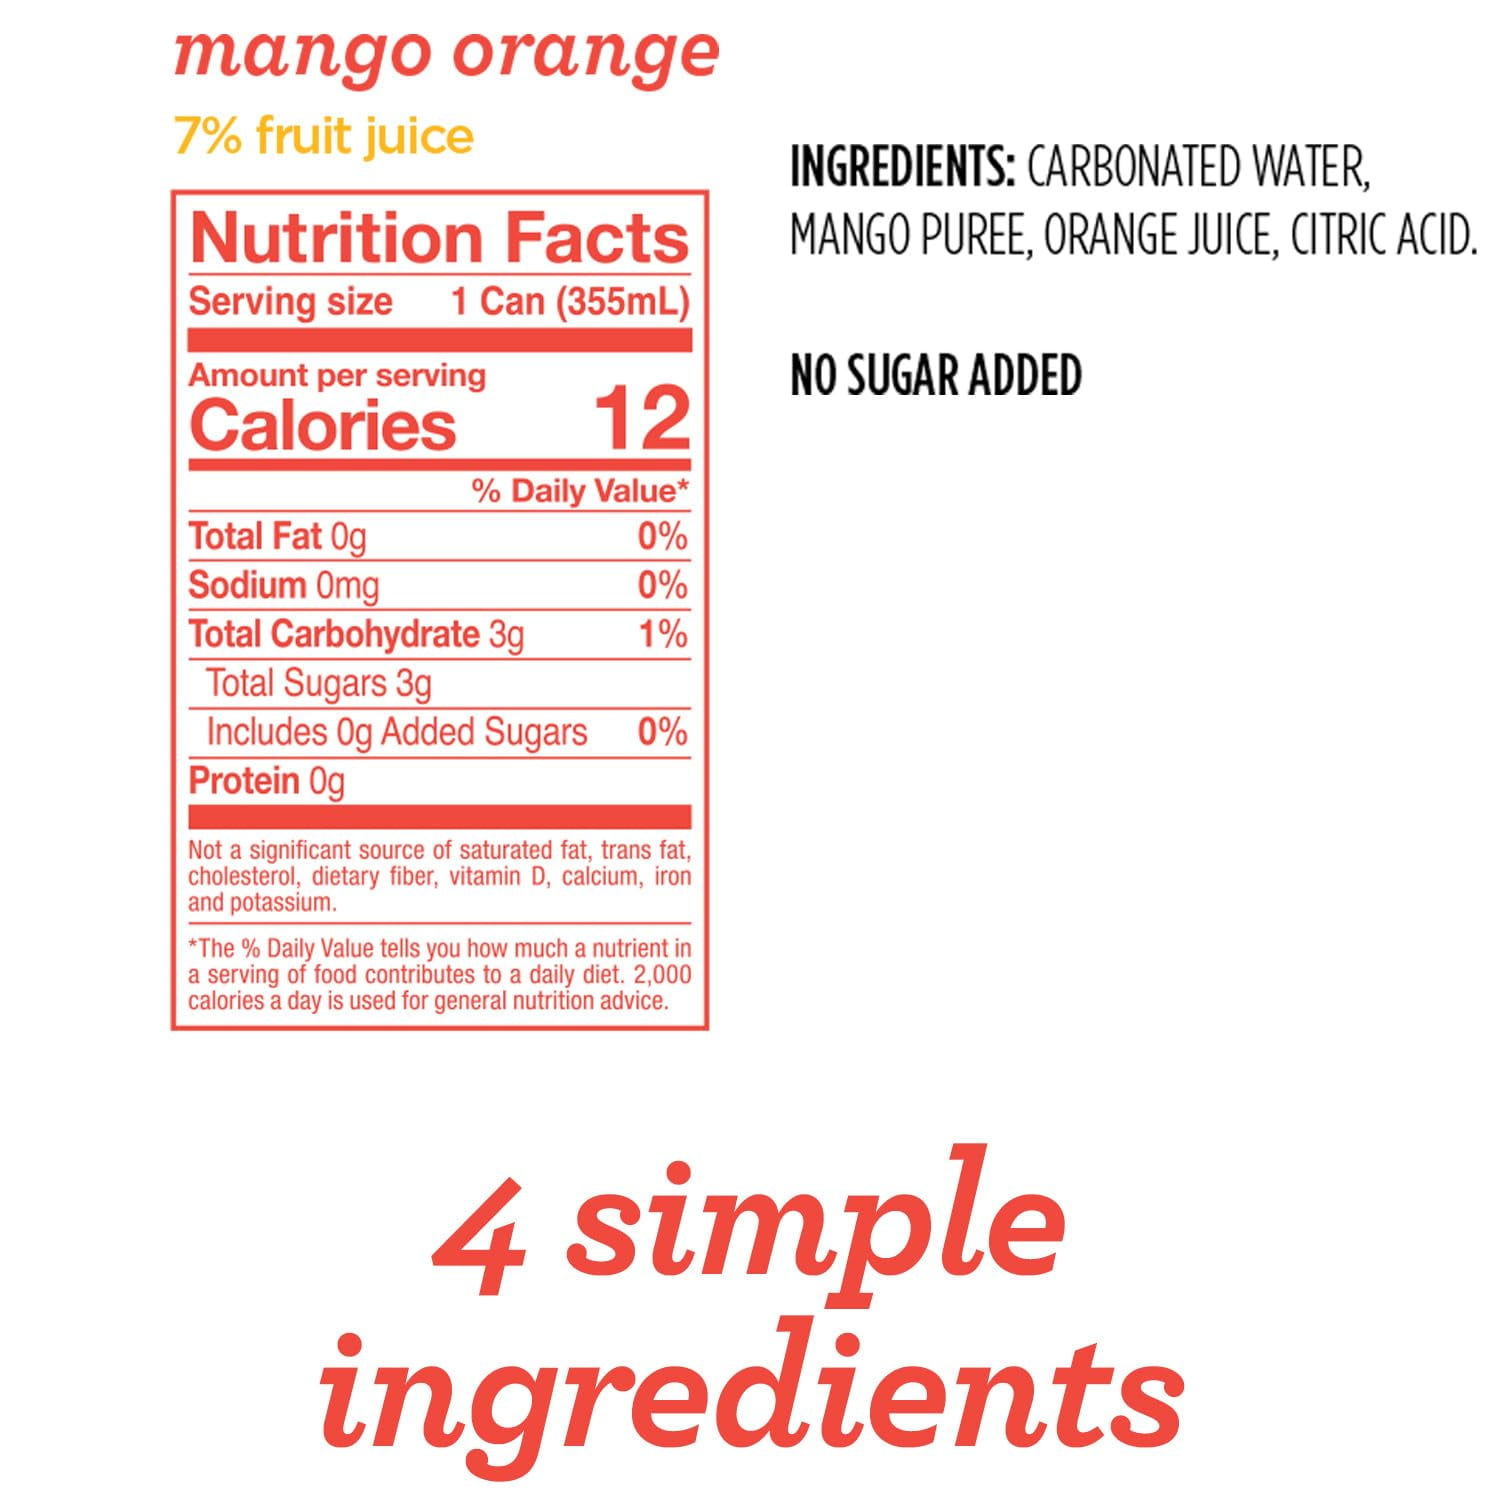 mango orange
7% fruit juice
Nutrition Facts
Serving size 1 Can (355mL)
Amount per serving
Calories 12
% Daily Value*
Total Fat 0g 0%
Sodium 0mg 0%
Total Carbohydrate 3g 1%
Total Sugars 3g
Includes 0g Added Sugars 0%
Protein 0g
Not a significant source of saturated fat, trans fat,
cholesterol, dietary fiber, vitamin D, calcium, iron
and potassium.
*The % Daily Value tells you how much a nutrient in
a serving of food contributes to a daily diet. 2,000
calories a day is used for general nutrition advice.
INGREDIENTS: CARBONATED WATER,
MANGO PUREE, ORANGE JUICE, CITRIC ACID.
NO SUGAR ADDED
4 simple
ingredients